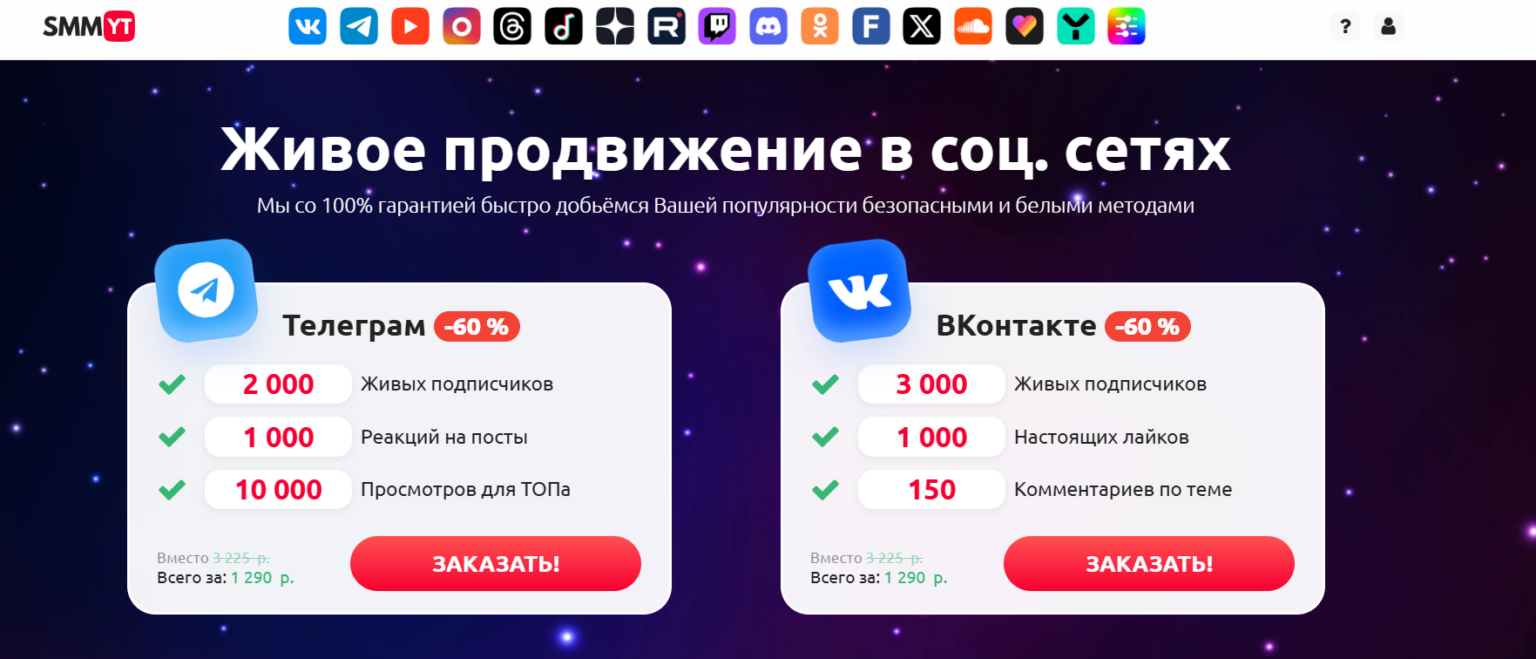 SMMYT
?
Живое продвижение в соц. сетях
Мы со 100% гарантией быстро добьёмся Вашей популярности безопасными и белыми методами
Телеграм -60 %
2 000 Живых подписчиков
1 000 Реакций на посты
10 000 Просмотров для ТОПа
Вместо 3 225 р.
Всего за: 1 290 р.
ЗАКАЗАТЬ!
ВКонтакте -60 %
3 000 Живых подписчиков
1 000 Настоящих лайков
150 Комментариев по теме
Вместо 3 225 р.
Всего за: 1 290 р.
ЗАКАЗАТЬ!